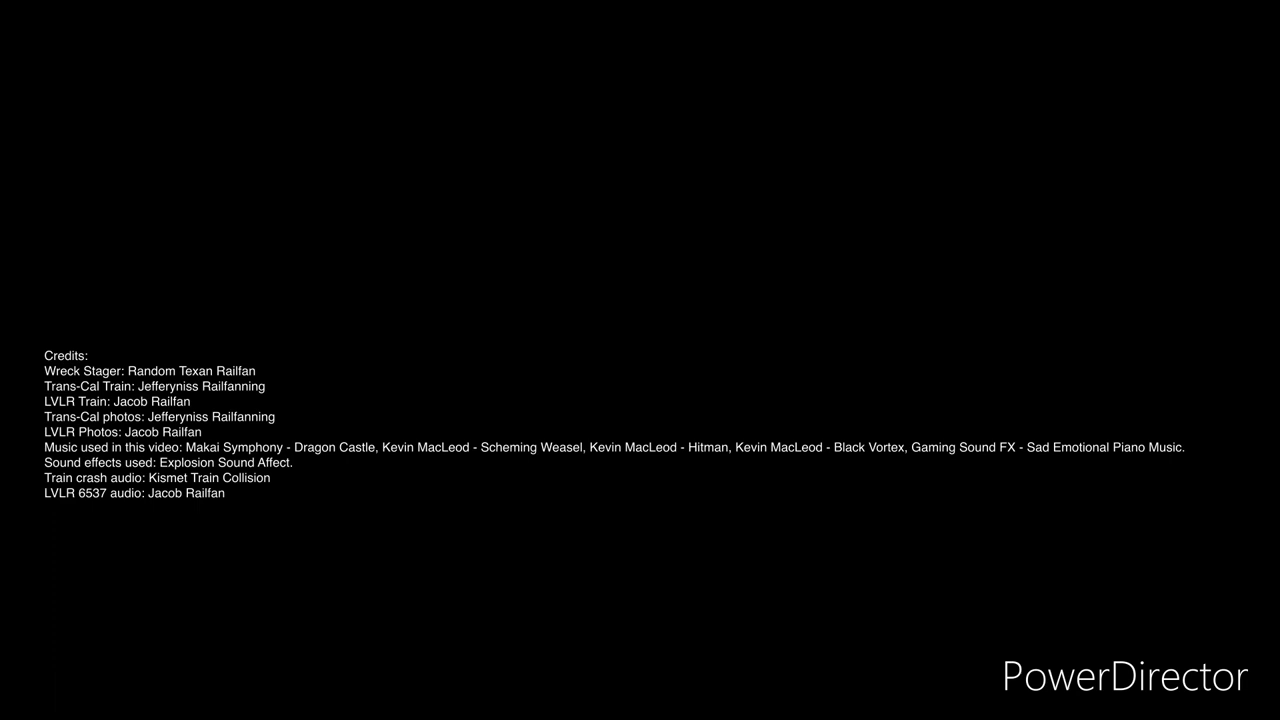 Credits:
Wreck Stager: Random Texan Railfan
Trans-Cal Train: Jefferyniss Railfanning
LVLR Train: Jacob Railfan
Trans-Cal photos: Jefferyniss Railfanning
LVLR Photos: Jacob Railfan
Music used in this video: Makai Symphony - Dragon Castle, Kevin MacLeod - Scheming Weasel, Kevin MacLeod - Hitman, Kevin MacLeod - Black Vortex, Gaming Sound FX - Sad Emotional Piano Music.
Sound effects used: Explosion Sound Affect.
Train crash audio: Kismet Train Collision
LVLR 6537 audio: Jacob Railfan
PowerDirector